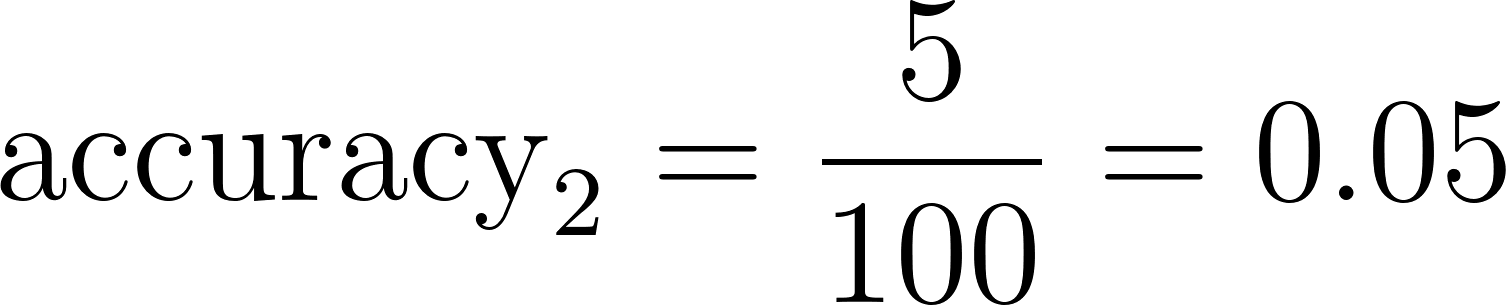 accuracy₂ = 5/100 = 0.05